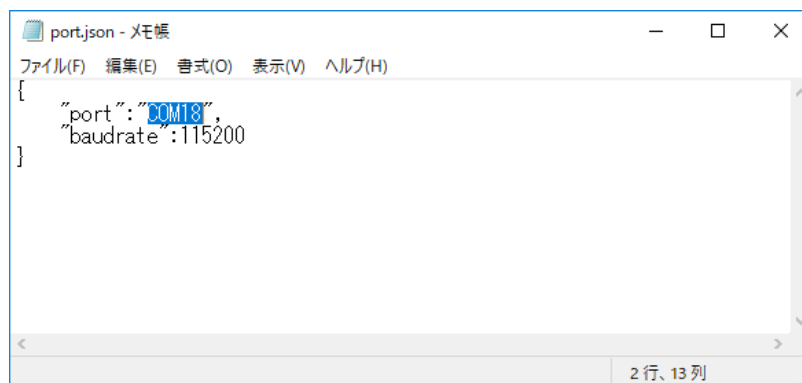 port.json - メモ帳
ファイル(F) 編集(E) 書式(O) 表示(V) ヘルプ(H)
{
    "port":"COM18",
    "baudrate":115200
}
2 行、13 列